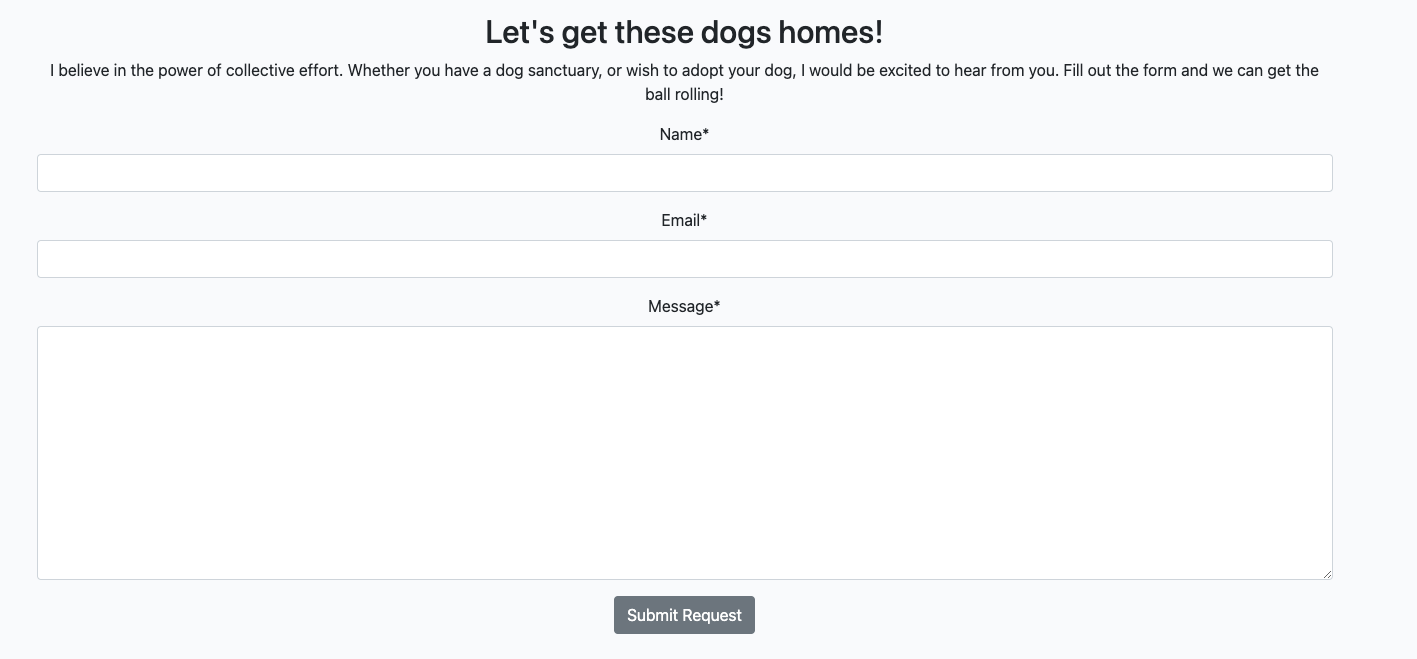 Let's get these dogs homes!
I believe in the power of collective effort. Whether you have a dog sanctuary, or wish to adopt your dog, I would be excited to hear from you. Fill out the form and we can get the
ball rolling!
Name*
Email*
Message*
Submit Request